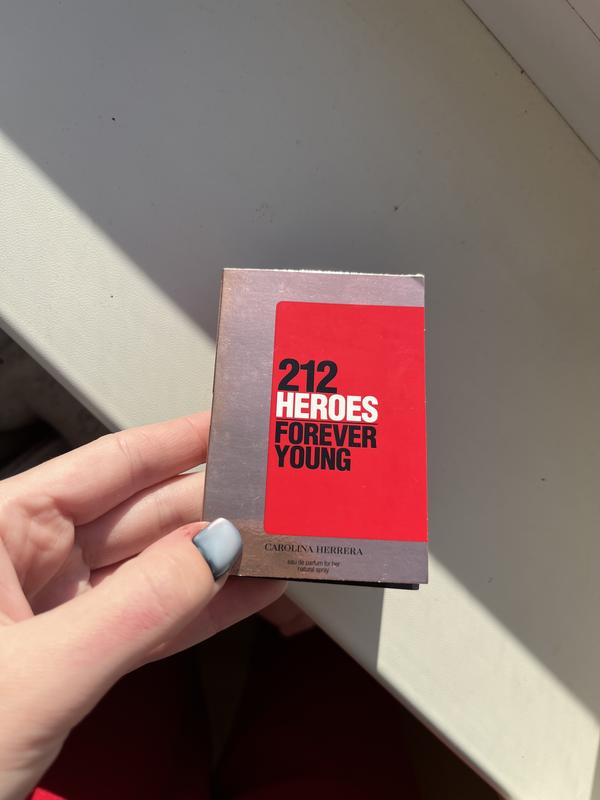 212
HEROES
FOREVER
YOUNG
CAROLINA HERRERA
eau de parfum for her
natural spray